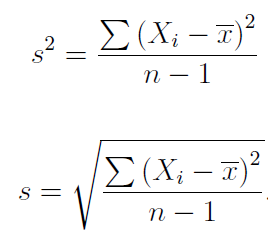 s² = ∑ (Xᵢ − x̅)² / (n − 1)
s = √(∑ (Xᵢ − x̅)² / (n − 1)).